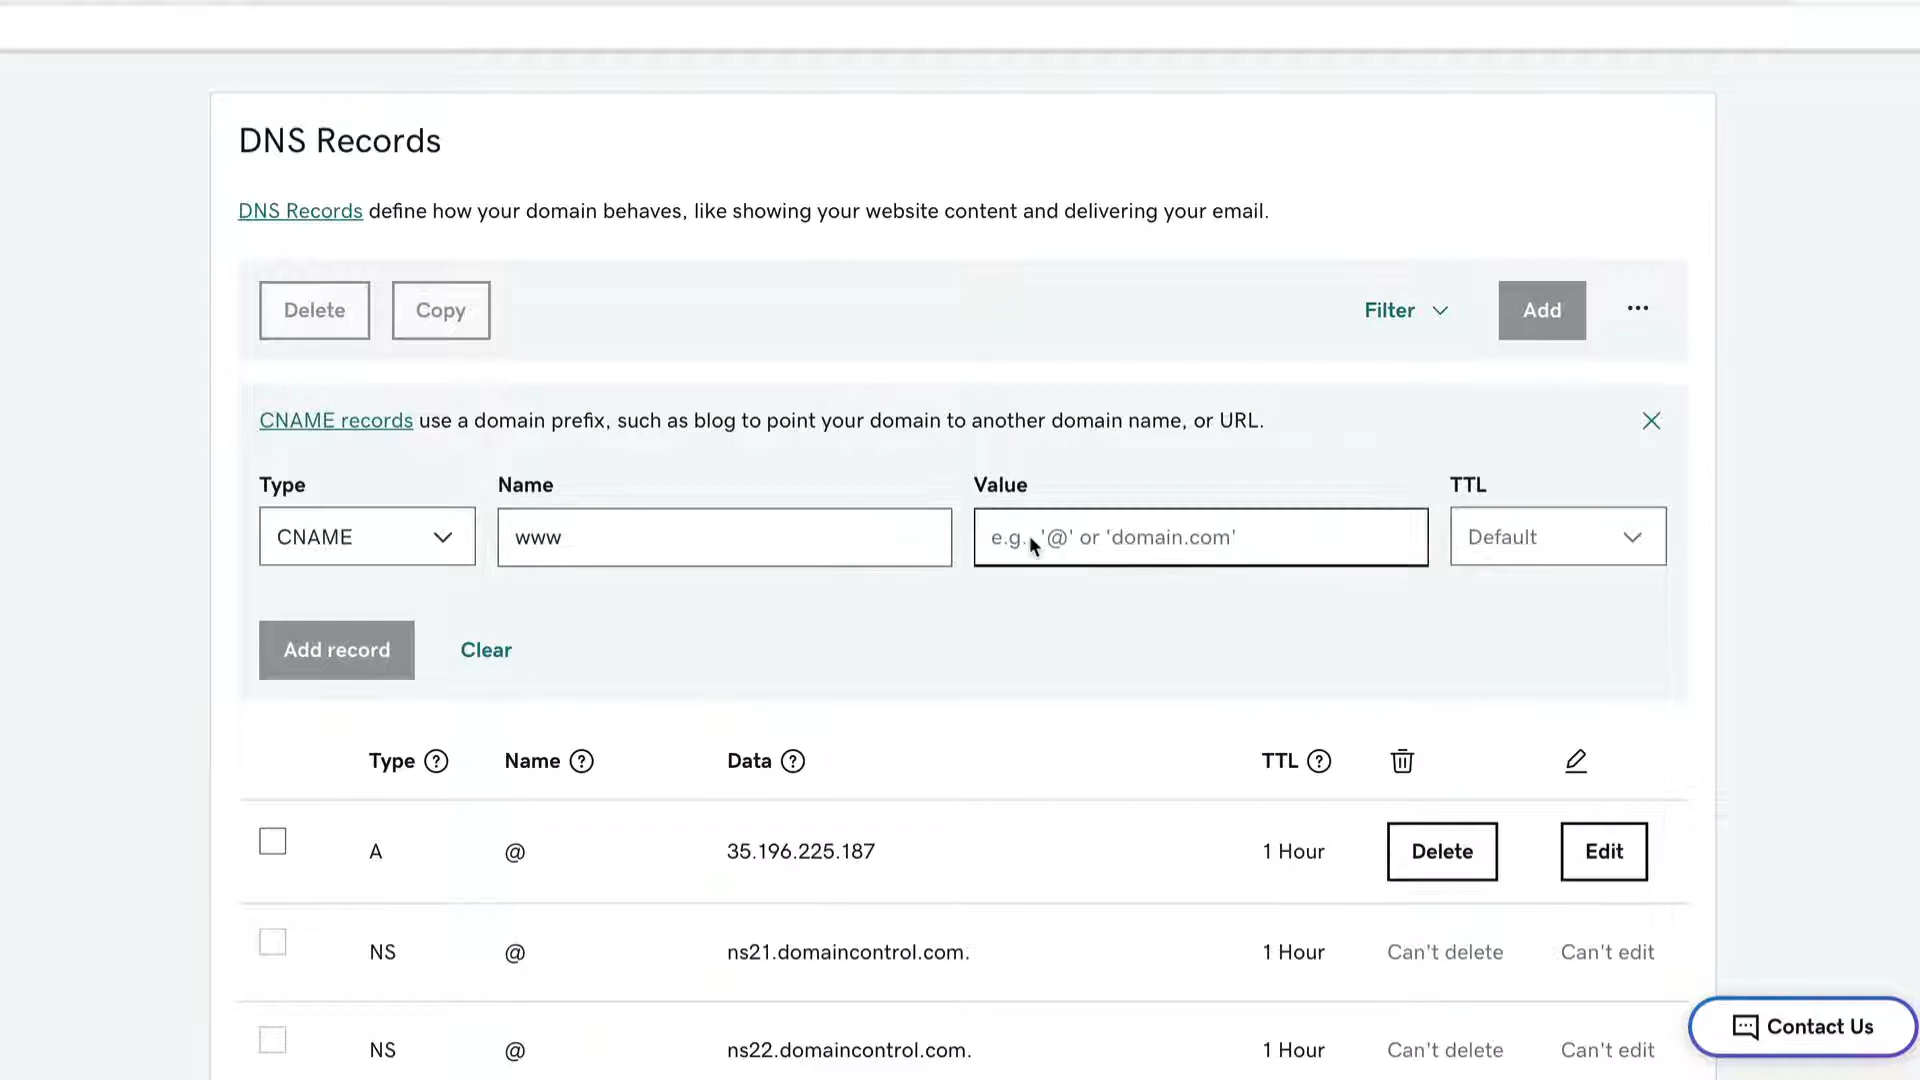 DNS Records
DNS Records define how your domain behaves, like showing your website content and delivering your email.
Delete Copy Filter Add
CNAME records use a domain prefix, such as blog to point your domain to another domain name, or URL.
Type Name Value TTL
CNAME www e.g. '@' or 'domain.com' Default
Add record Clear
Type Name Data TTL
A @ 35.196.225.187 1 Hour Delete Edit
NS @ ns21.domaincontrol.com. 1 Hour Can't delete Can't edit
NS @ ns22.domaincontrol.com. 1 Hour Can't delete Can't edit
Contact Us